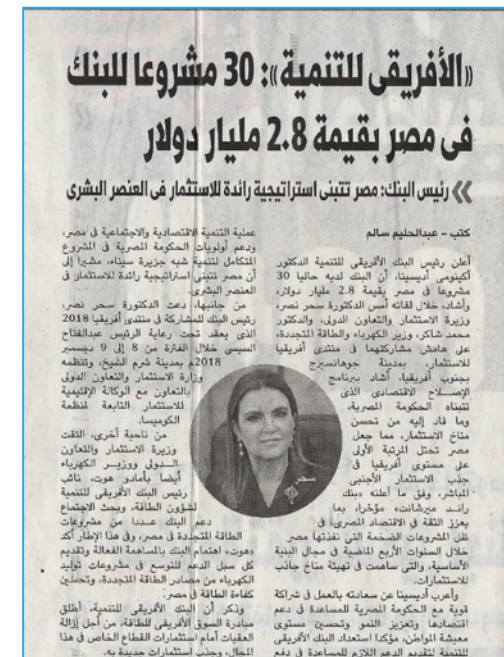 «الأفريقى للتنمية»: 30 مشروعا للبنك
فى مصر بقيمة 2.8 مليار دولار
رئيس البنك: مصر تتبنى استراتيجية رائدة للاستثمار فى العنصر البشرى
كتب - عبدالحليم سالم
أعلن رئيس البنك الأفريقى للتنمية الدكتور
أكينومى أديسينا، أن البنك لديه حاليا 30
مشروعا فى مصر بقيمة 2.8 مليار دولار،
وأشاد، خلال لقائه أمس الدكتورة سحر نصر،
وزيرة الاستثمار والتعاون الدولى، والدكتور
محمد شاكر، وزير الكهرباء والطاقة المتجددة،
على هامش مشاركتهما فى منتدى أفريقيا
للاستثمار، بمدينة جوهانسبرج
بجنوب أفريقيا، أشاد ببرنامج
الإصلاح الاقتصادى الذى
تتبناه الحكومة المصرية،
وما قاد إليه من تحسن
مناخ الاستثمار، مما جعل
مصر تحتل المرتبة الأولى
على مستوى أفريقيا فى
جذب الاستثمار الأجنبى
المباشر، وفق ما أعلنه «بنك
راند ميرشانت» مؤخرا، بما
يعزز الثقة فى الاقتصاد المصرى، فى
ظل المشروعات الضخمة التى نفذتها مصر
خلال السنوات الأربع الماضية فى مجال البنية
الأساسية، والتى ساهمت فى تهيئة مناخ جاذب
للاستثمارات.
وأعرب أديسينا عن سعادته بالعمل فى شراكة
قوية مع الحكومة المصرية للمساعدة فى دعم
اقتصادها وتعزيز النمو وتحسين مستوى
معيشة المواطن، مؤكدا استعداد البنك الأفريقى
للتنمية لتقديم الدعم اللازم للمساعدة فى دفع
عملية التنمية الاقتصادية والاجتماعية فى مصر،
ودعم أولويات الحكومة المصرية فى المشروع
المتكامل لتنمية شبه جزيرة سيناء، مشيرا إلى
أن مصر تتبنى استراتيجية رائدة للاستثمار فى
العنصر البشرى.
من جانبها، دعت الدكتورة سحر نصر،
رئيس البنك للمشاركة فى منتدى أفريقيا 2018
الذى يعقد تحت رعاية الرئيس عبدالفتاح
السيسى خلال الفترة من 8 إلى 9 ديسمبر
2018م بمدينة شرم الشيخ، وتنظمه
وزارة الاستثمار والتعاون الدولى
بالتعاون مع الوكالة الإقليمية
للاستثمار التابعة لمنظمة
الكوميسا.
من ناحية أخرى، التقت
وزيرة الاستثمار والتعاون
الدولى ووزير الكهرباء
أيضا بأمادو هوت، نائب
رئيس البنك الأفريقى للتنمية
لشؤون الطاقة، وبحث الاجتماع
دعم البنك عددا من مشروعات
الطاقة المتجددة فى مصر، وفى هذا الإطار أكد
«هوت» اهتمام البنك بالمساهمة الفعالة وتقديم
كل سبل الدعم للتوسع فى مشروعات توليد
الكهرباء من مصادر الطاقة المتجددة، وتحسين
كفاءة الطاقة فى مصر.
وذكر أن البنك الأفريقى للتنمية، أطلق
مبادرة السوق الأفريقى للطاقة، من أجل إزالة
العقبات أمام استثمارات القطاع الخاص فى هذا
المجال، وجذب استثمارات جديدة به.
سحر